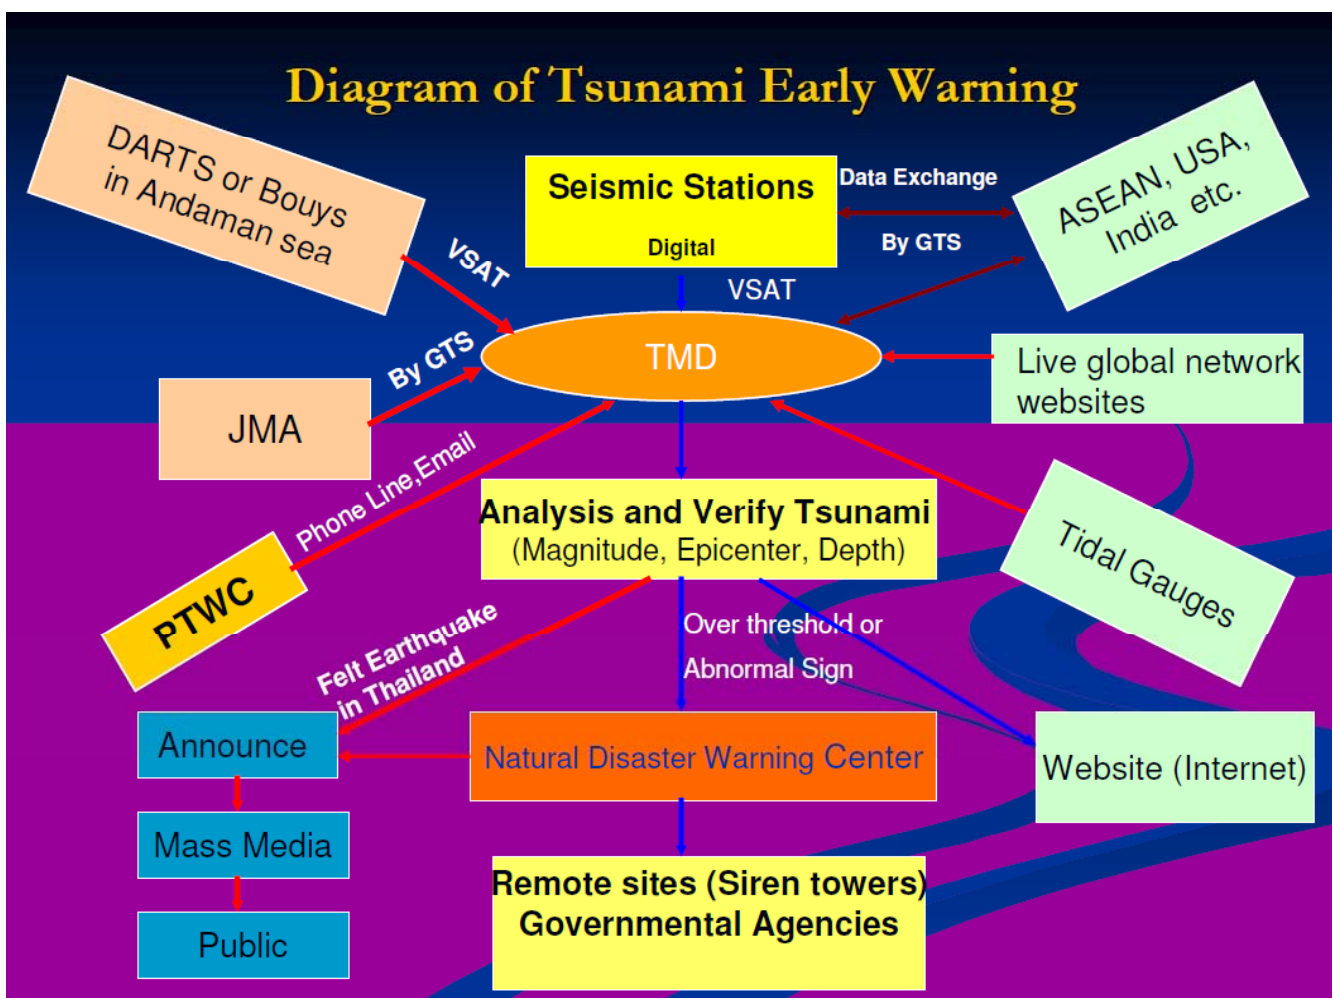 Diagram of Tsunami Early Warning
DARTS or Bouys
in Andaman sea
Seismic Stations
Digital
Data Exchange
By GTS
ASEAN, USA,
India etc.
VSAT
VSAT
By GTS
TMD
Live global network
websites
JMA
Phone Line,Email
Analysis and Verify Tsunami
(Magnitude, Epicenter, Depth)
Tidal Gauges
PTWC
Felt Earthquake
in Thailand
Over threshold or
Abnormal Sign
Announce
Natural Disaster Warning Center
Website (Internet)
Mass Media
Remote sites (Siren towers)
Governmental Agencies
Public